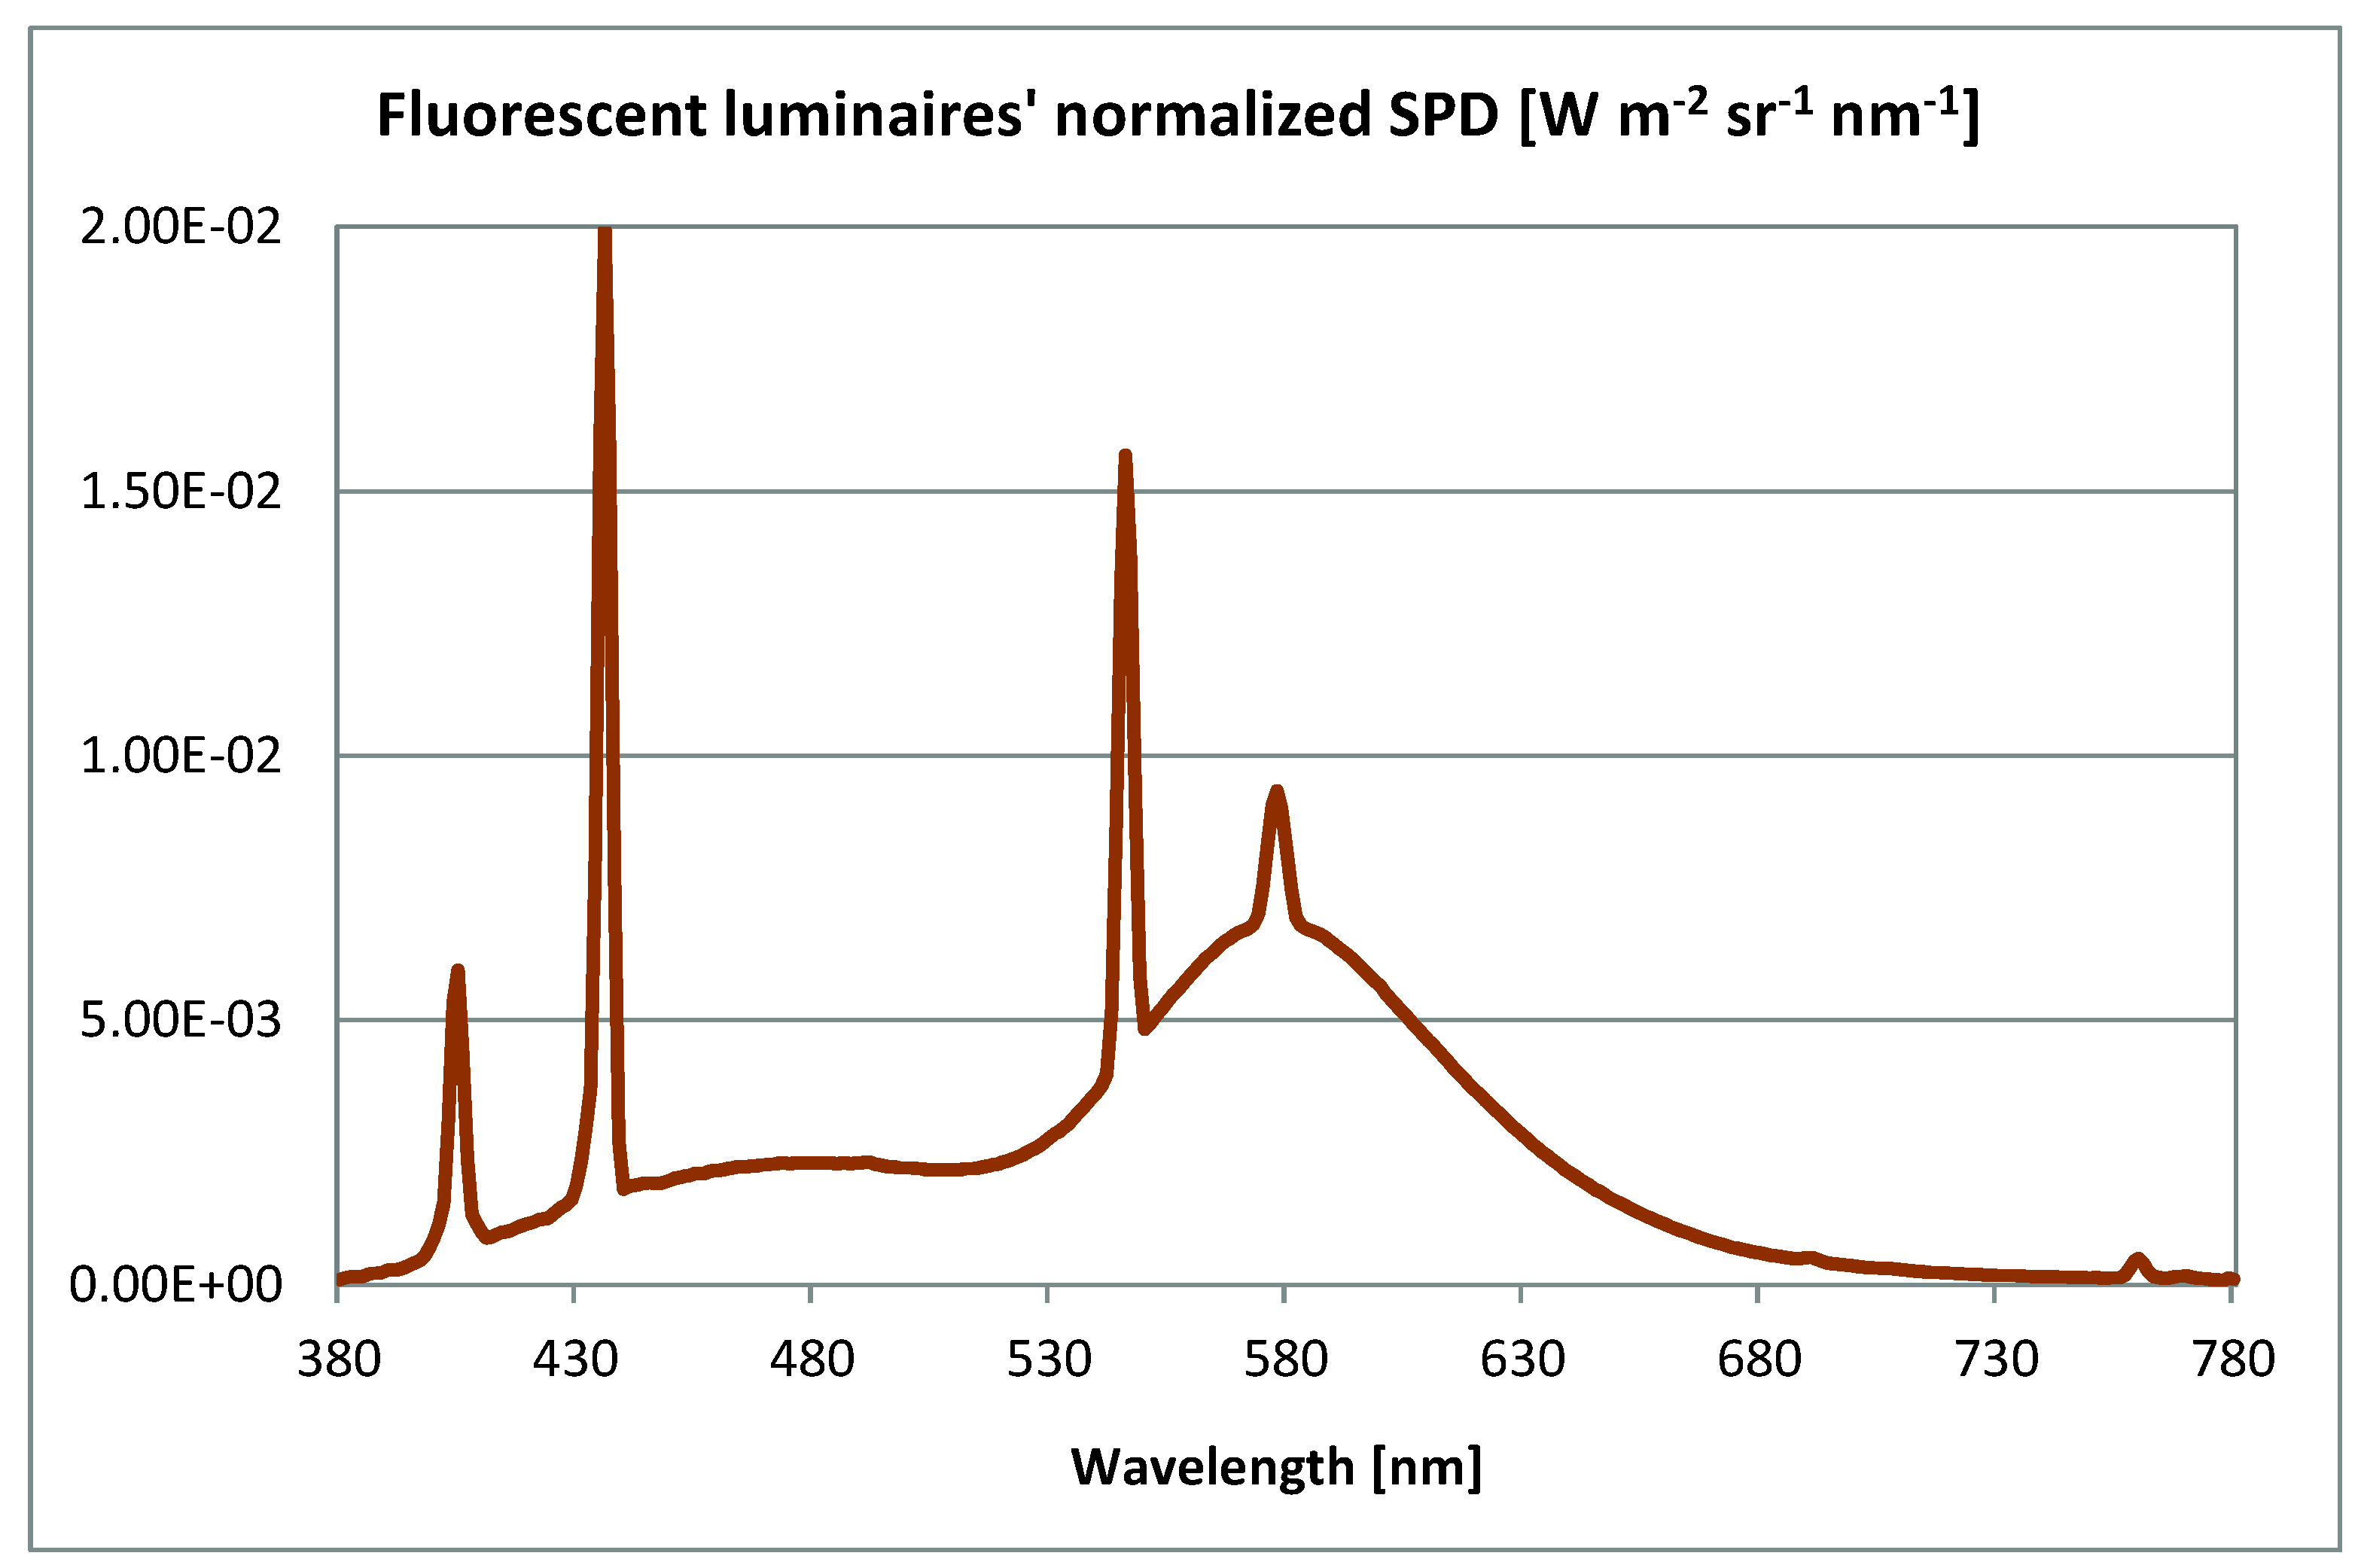 Fluorescent luminaires' normalized SPD [W m-2 sr-1 nm-1]
2.00E-02
1.50E-02
1.00E-02
5.00E-03
0.00E+00
380 430 480 530 580 630 680 730 780
Wavelength [nm]